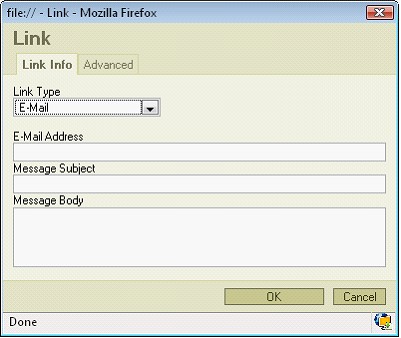 file:// - Link - Mozilla Firefox
Link
Link Info Advanced
Link Type
E-Mail
E-Mail Address
Message Subject
Message Body
OK Cancel
Done